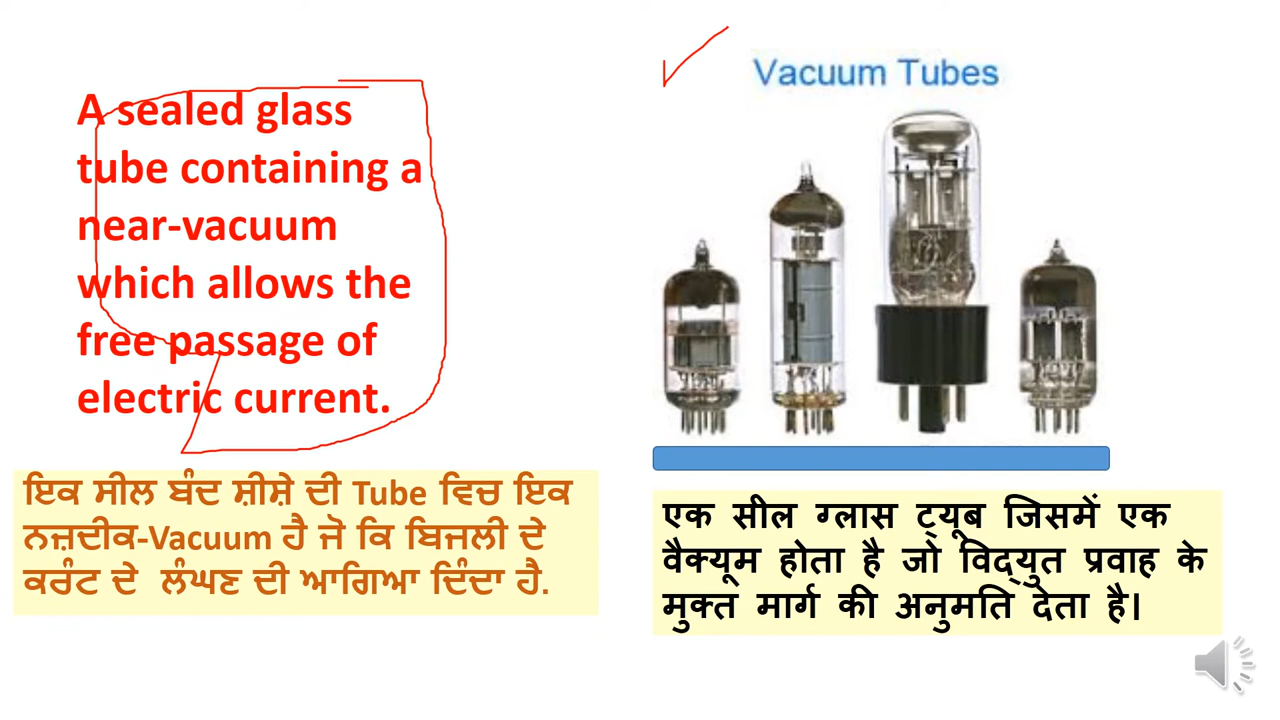 A sealed glass
tube containing a
near-vacuum
which allows the
free passage of
electric current.
ਇਕ ਸੀਲ ਬੰਦ ਸ਼ੀਸ਼ੇ ਦੀ Tube ਵਿਚ ਇਕ
ਨਜ਼ਦੀਕ-Vacuum ਹੈ ਜੋ ਕਿ ਬਿਜਲੀ ਦੇ
ਕਰੰਟ ਦੇ ਲੰਘਣ ਦੀ ਆਗਿਆ ਦਿੰਦਾ ਹੈ.
Vacuum Tubes
एक सील ग्लास ट्यूब जिसमें एक
वैक्यूम होता है जो विद्युत प्रवाह के
मुक्त मार्ग की अनुमति देता है।